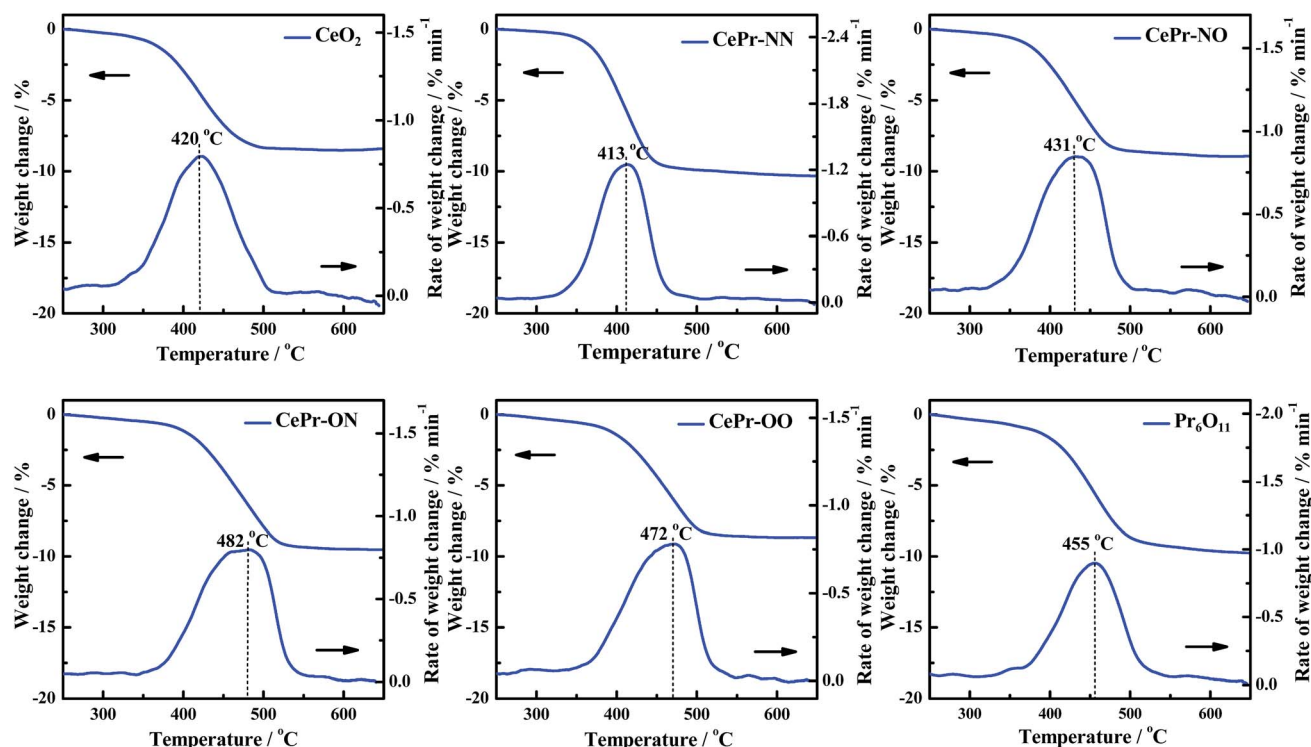 CeO₂
420 °C
0
-5
-10
-15
-20
300 400 500 600
-1.5
-1.0
-0.5
0.0
Weight change / %
Rate of weight change / % min⁻¹
Temperature / °C
CePr-NN
413 °C
0
-5
-10
-15
-20
300 400 500 600
-2.4
-1.8
-1.2
-0.6
0.0
Weight change / %
Rate of weight change / % min⁻¹
Temperature / °C
CePr-NO
431 °C
0
-5
-10
-15
-20
300 400 500 600
-1.5
-1.0
-0.5
0.0
Weight change / %
Rate of weight change / % min⁻¹
Temperature / °C
CePr-ON
482 °C
0
-5
-10
-15
-20
300 400 500 600
-1.5
-1.0
-0.5
0.0
Weight change / %
Rate of weight change / % min⁻¹
Temperature / °C
CePr-OO
472 °C
0
-5
-10
-15
-20
300 400 500 600
-1.5
-1.0
-0.5
0.0
Weight change / %
Rate of weight change / % min⁻¹
Temperature / °C
Pr₆O₁₁
455 °C
0
-5
-10
-15
-20
300 400 500 600
-2.0
-1.5
-1.0
-0.5
0.0
Weight change / %
Rate of weight change / % min⁻¹
Temperature / °C